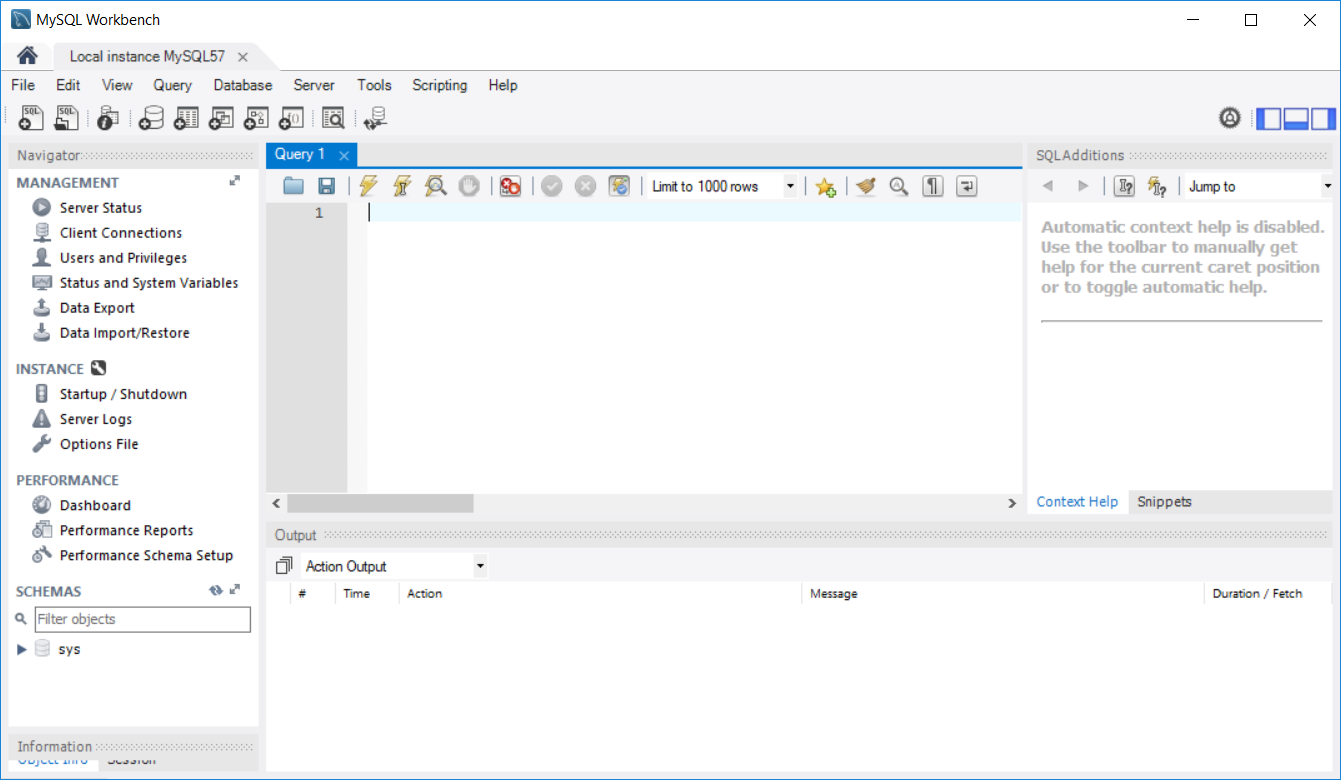 MySQL Workbench
Local instance MySQL57
File Edit View Query Database Server Tools Scripting Help
SQL SQL
Navigator
MANAGEMENT
Server Status
Client Connections
Users and Privileges
Status and System Variables
Data Export
Data Import/Restore
INSTANCE
Startup / Shutdown
Server Logs
Options File
PERFORMANCE
Dashboard
Performance Reports
Performance Schema Setup
SCHEMAS
Filter objects
sys
Information
Object Info Session
Query 1
Limit to 1000 rows
1
SQLAdditions
Jump to
Automatic context help is disabled.
Use the toolbar to manually get
help for the current caret position
or to toggle automatic help.
Context Help Snippets
Output
Action Output
# Time Action Message Duration / Fetch